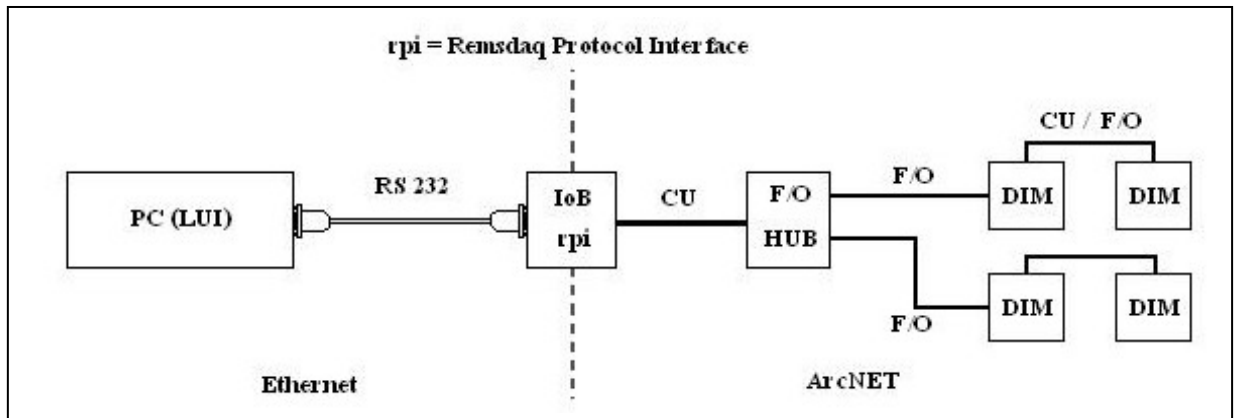 rpi = Remsdaq Protocol Interface
CU / F/O
RS 232
F/O
PC (LUI)
IoB
rpi
CU
F/O
HUB
DIM
DIM
DIM
DIM
F/O
Ethernet
ArcNET